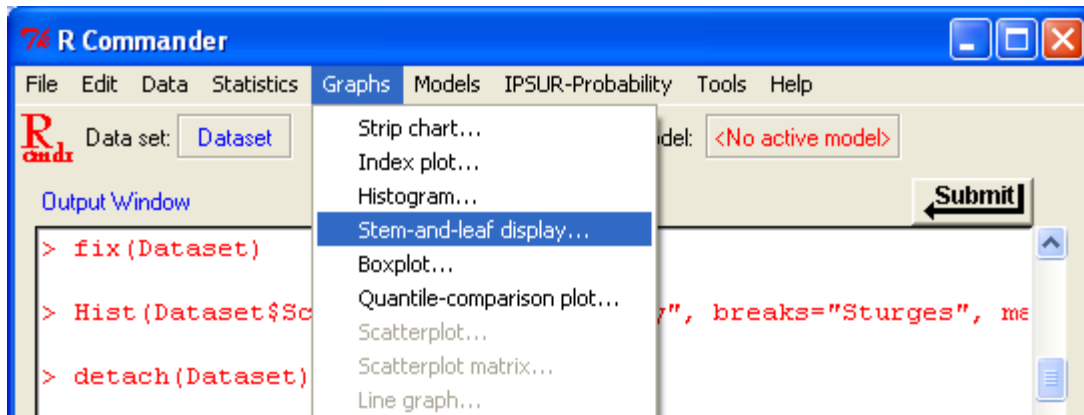 R Commander
File Edit Data Statistics Graphs Models IPSUR-Probability Tools Help
R cmdr Data set: Dataset del: <No active model>
Strip chart...
Index plot...
Histogram...
Stem-and-leaf display...
Boxplot...
Quantile-comparison plot...
Scatterplot...
Scatterplot matrix...
Line graph...
Output Window
Submit
> fix(Dataset)
> Hist(Dataset$Sc y", breaks="Sturges", ma
> detach(Dataset)